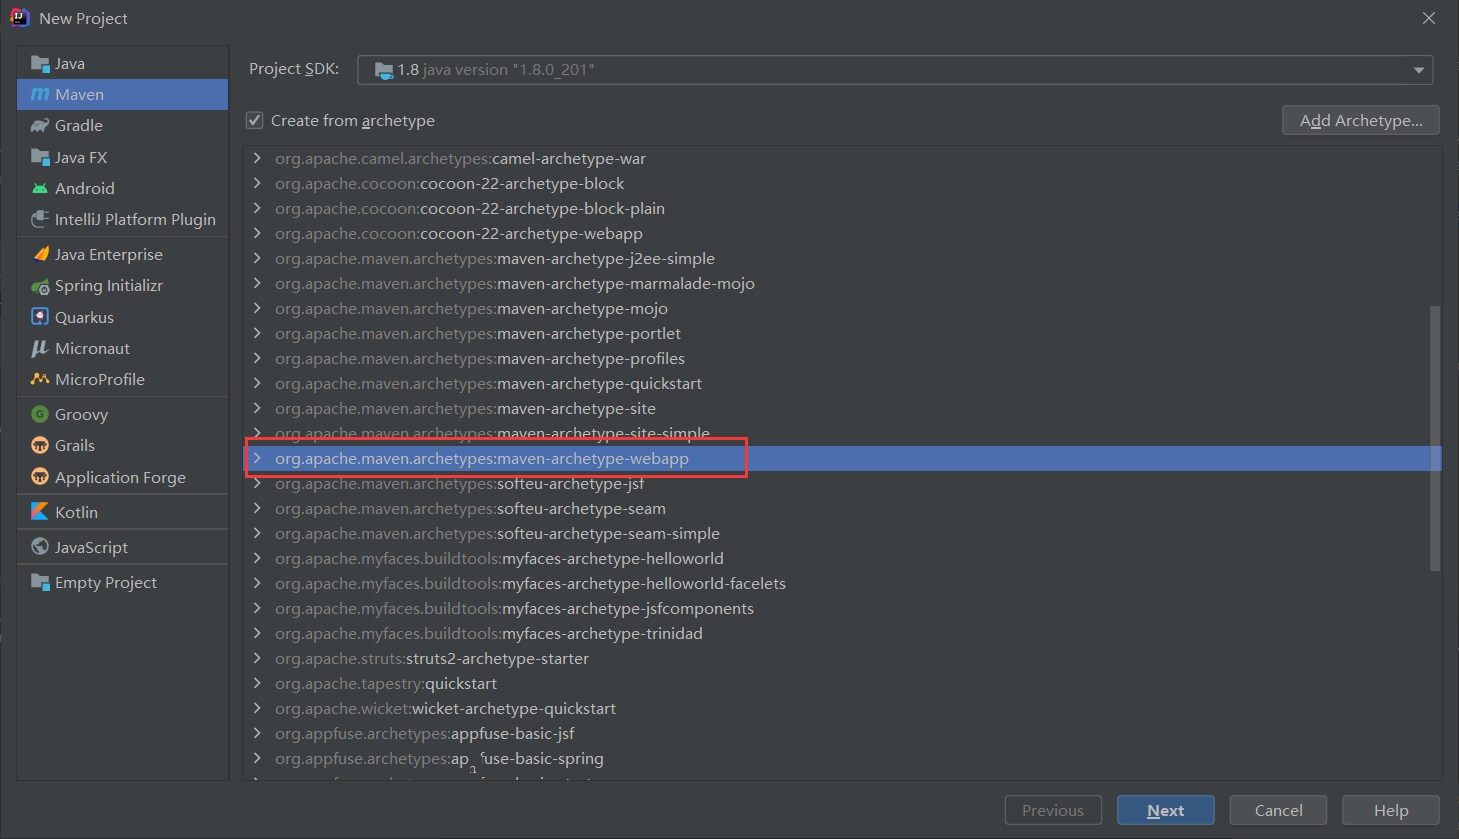 New Project
Java
Maven
Gradle
Java FX
Android
IntelliJ Platform Plugin
Java Enterprise
Spring Initializr
Quarkus
Micronaut
MicroProfile
Groovy
Grails
Application Forge
Kotlin
JavaScript
Empty Project
Project SDK:
1.8 java version "1.8.0_201"
Create from archetype
Add Archetype...
org.apache.camel.archetypes:camel-archetype-war
org.apache.cocoon:cocoon-22-archetype-block
org.apache.cocoon:cocoon-22-archetype-block-plain
org.apache.cocoon:cocoon-22-archetype-webapp
org.apache.maven.archetypes:maven-archetype-j2ee-simple
org.apache.maven.archetypes:maven-archetype-marmalade-mojo
org.apache.maven.archetypes:maven-archetype-mojo
org.apache.maven.archetypes:maven-archetype-portlet
org.apache.maven.archetypes:maven-archetype-profiles
org.apache.maven.archetypes:maven-archetype-quickstart
org.apache.maven.archetypes:maven-archetype-site
org.apache.maven.archetypes:maven-archetype-site-simple
org.apache.maven.archetypes:maven-archetype-webapp
org.apache.maven.archetypes:softeu-archetype-jsf
org.apache.maven.archetypes:softeu-archetype-seam
org.apache.maven.archetypes:softeu-archetype-seam-simple
org.apache.myfaces.buildtools:myfaces-archetype-helloworld
org.apache.myfaces.buildtools:myfaces-archetype-helloworld-facelets
org.apache.myfaces.buildtools:myfaces-archetype-jsfcomponents
org.apache.myfaces.buildtools:myfaces-archetype-trinidad
org.apache.struts:struts2-archetype-starter
org.apache.tapestry:quickstart
org.apache.wicket:wicket-archetype-quickstart
org.appfuse.archetypes:appfuse-basic-jsf
org.appfuse.archetypes:appfuse-basic-spring
Previous
Next
Cancel
Help